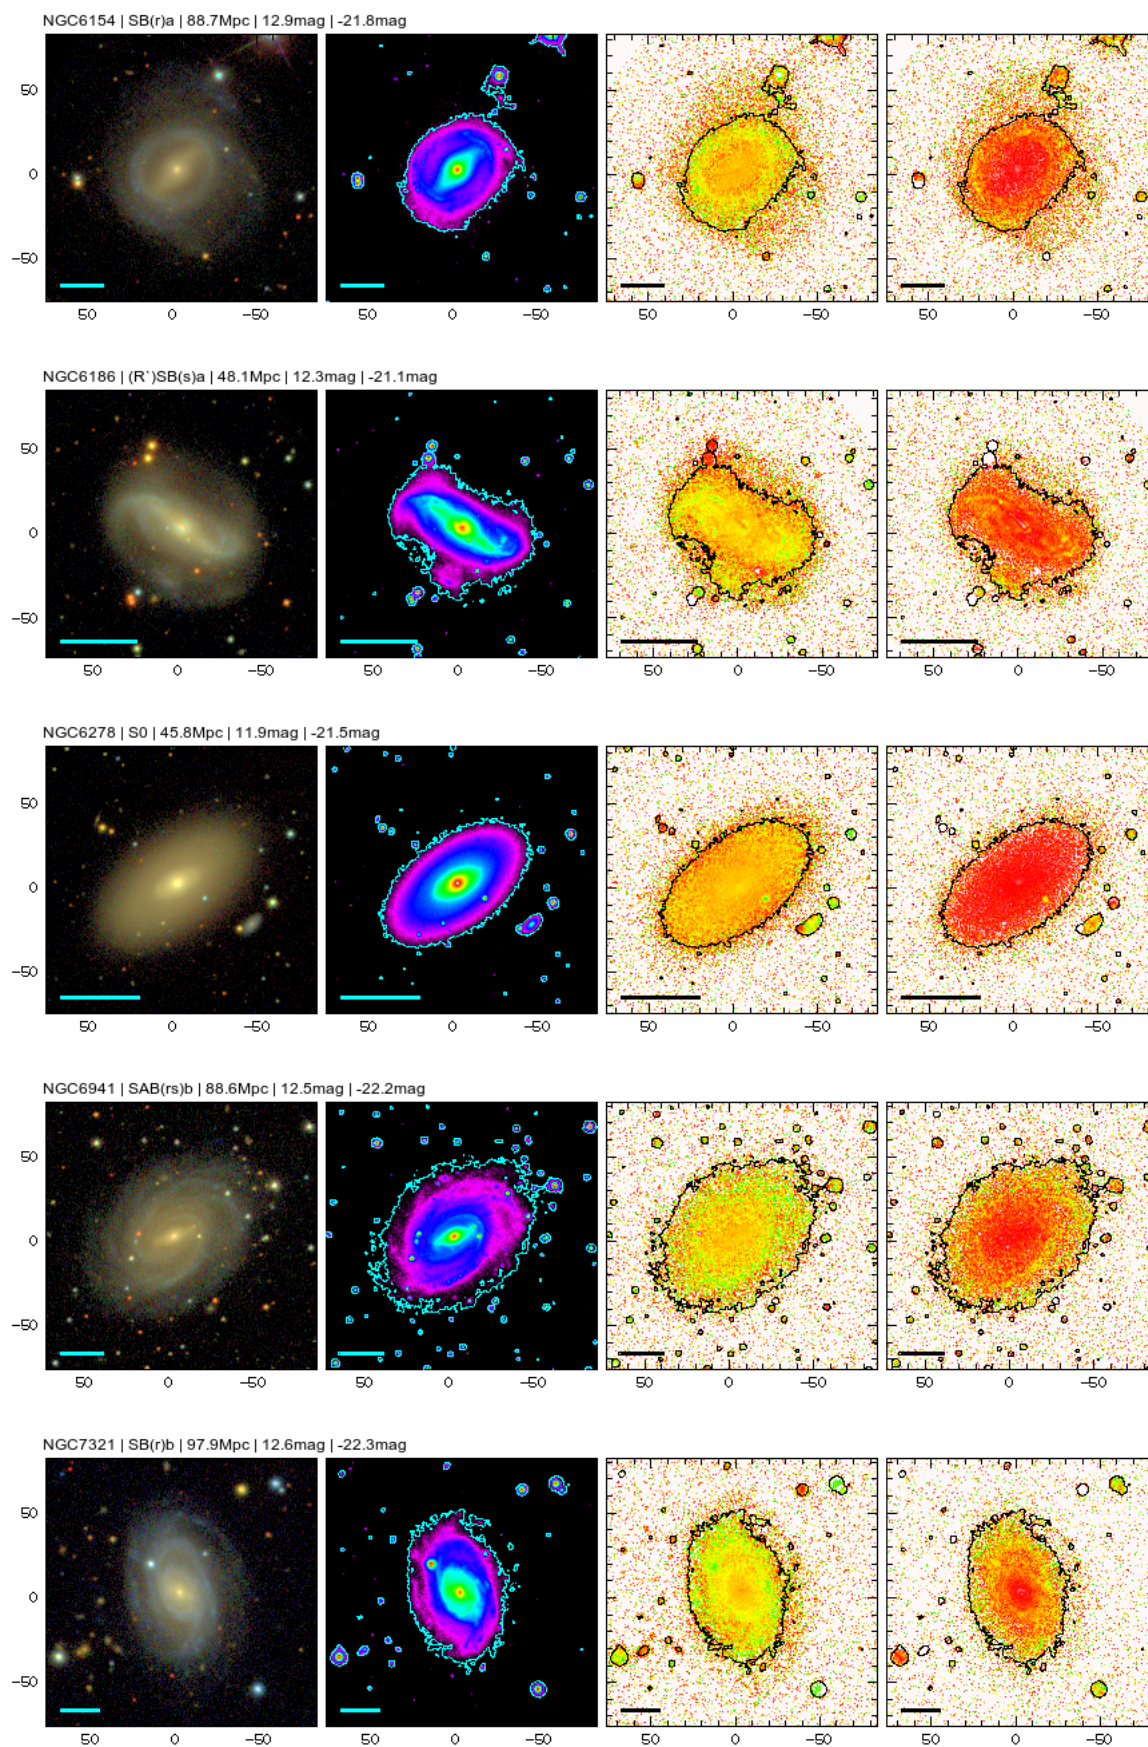 NGC6154 | SB(r)a | 88.7Mpc | 12.9mag | -21.8mag
50
0
-50
50 0 -50 50 0 -50 50 0 -50 50 0 -50
NGC6186 | (R`)SB(s)a | 48.1Mpc | 12.3mag | -21.1mag
50
0
-50
50 0 -50 50 0 -50 50 0 -50 50 0 -50
NGC6278 | S0 | 45.8Mpc | 11.9mag | -21.5mag
50
0
-50
50 0 -50 50 0 -50 50 0 -50 50 0 -50
NGC6941 | SAB(rs)b | 88.6Mpc | 12.5mag | -22.2mag
50
0
-50
50 0 -50 50 0 -50 50 0 -50 50 0 -50
NGC7321 | SB(r)b | 97.9Mpc | 12.6mag | -22.3mag
50
0
-50
50 0 -50 50 0 -50 50 0 -50 50 0 -50